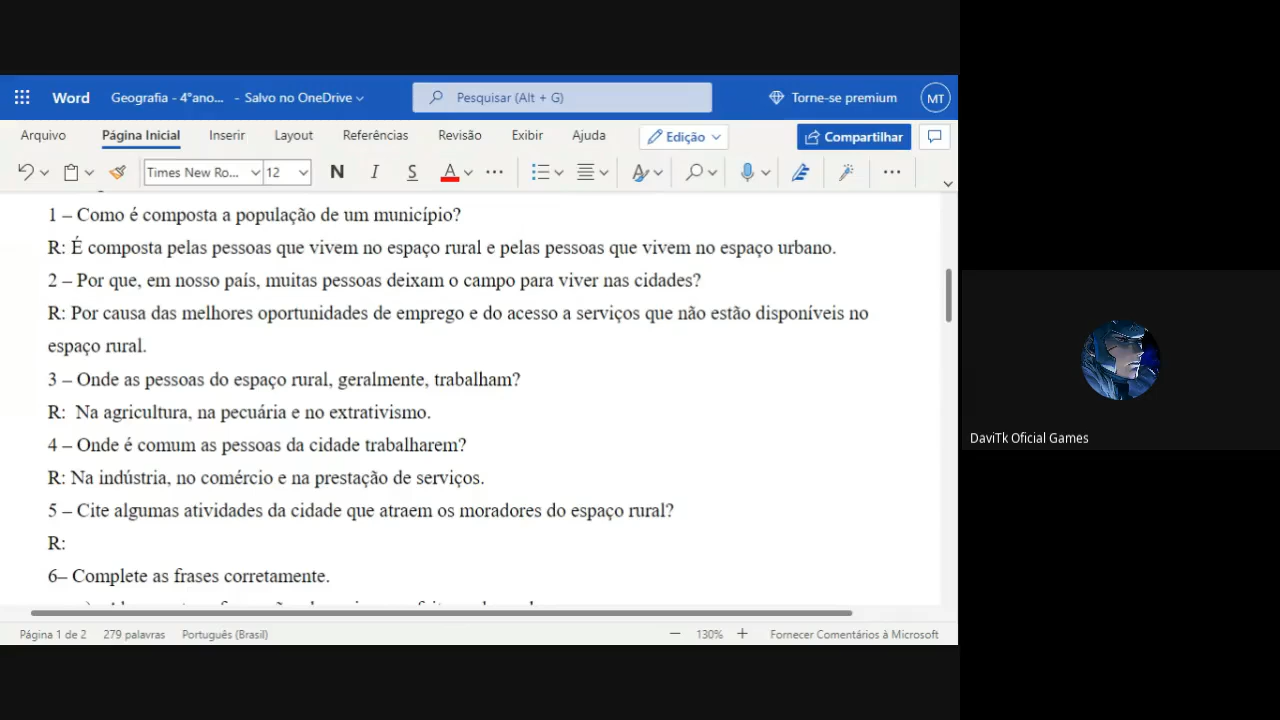 Word Geografia - 4°ano... - Salvo no OneDrive Pesquisar (Alt + G) Torne-se premium MT
Arquivo Página Inicial Inserir Layout Referências Revisão Exibir Ajuda Edição Compartilhar
Times New Ro... 12 N I S A ...
1 – Como é composta a população de um município?
R: É composta pelas pessoas que vivem no espaço rural e pelas pessoas que vivem no espaço urbano.
2 – Por que, em nosso país, muitas pessoas deixam o campo para viver nas cidades?
R: Por causa das melhores oportunidades de emprego e do acesso a serviços que não estão disponíveis no
espaço rural.
3 – Onde as pessoas do espaço rural, geralmente, trabalham?
R:  Na agricultura, na pecuária e no extrativismo.
4 – Onde é comum as pessoas da cidade trabalharem?
R: Na indústria, no comércio e na prestação de serviços.
5 – Cite algumas atividades da cidade que atraem os moradores do espaço rural?
R:
6– Complete as frases corretamente.
Página 1 de 2 279 palavras Português (Brasil) 130% Fornecer Comentários à Microsoft
DaviTk Oficial Games